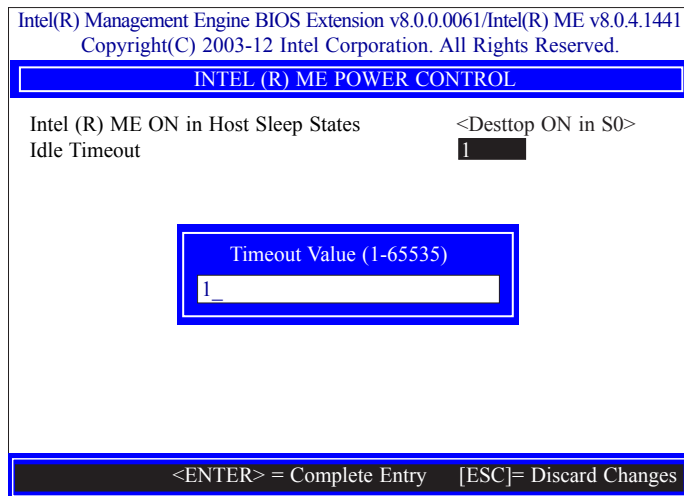 Intel(R) Management Engine BIOS Extension v8.0.0.0061/Intel(R) ME v8.0.4.1441
Copyright(C) 2003-12 Intel Corporation. All Rights Reserved.
INTEL (R) ME POWER CONTROL
Intel (R) ME ON in Host Sleep States <Desttop ON in S0>
Idle Timeout 1
Timeout Value (1-65535)
1_
<ENTER> = Complete Entry [ESC]= Discard Changes